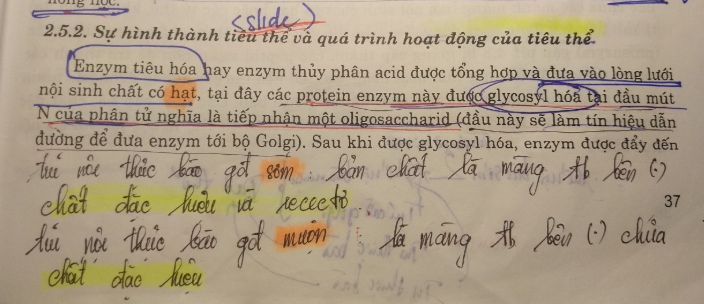 (slide)
2.5.2. Sự hình thành tiêu thể và quá trình hoạt động của tiêu thể
Enzym tiêu hóa hay enzym thủy phân acid được tổng hợp và đưa vào lòng lưới
nội sinh chất có hạt, tại đây các protein enzym này được glycosyl hóa tại đầu mút
N của phân tử nghĩa là tiếp nhận một oligosaccharid (đầu này sẽ làm tín hiệu dẫn
đường để đưa enzym tới bộ Golgi). Sau khi được glycosyl hóa, enzym được đẩy đến
túi nội thực bào gđ sớm : bản chất là màng tb bên (.)
37
chất đặc hiệu và
túi nội thực bào gđ muộn : là màng tb bên (.) chứa
chất đặc hiệu